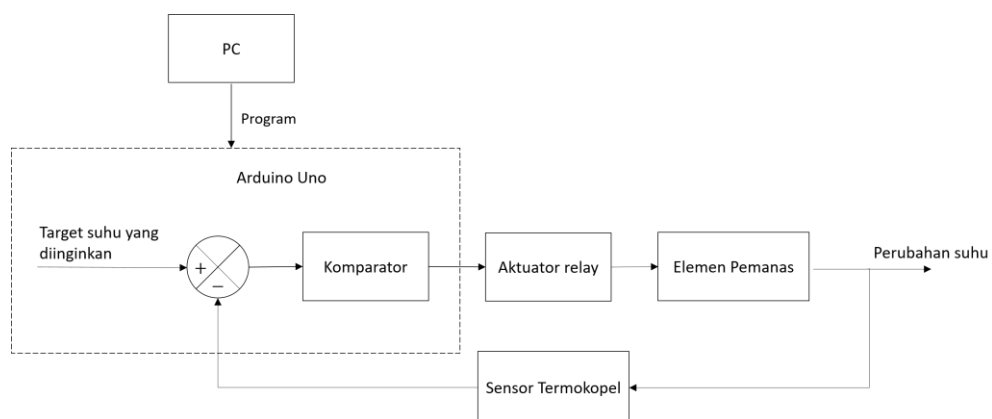 PC
Program
Arduino Uno
Target suhu yang
diinginkan
+
−
Komparator
Aktuator relay
Elemen Pemanas
Perubahan suhu
Sensor Termokopel